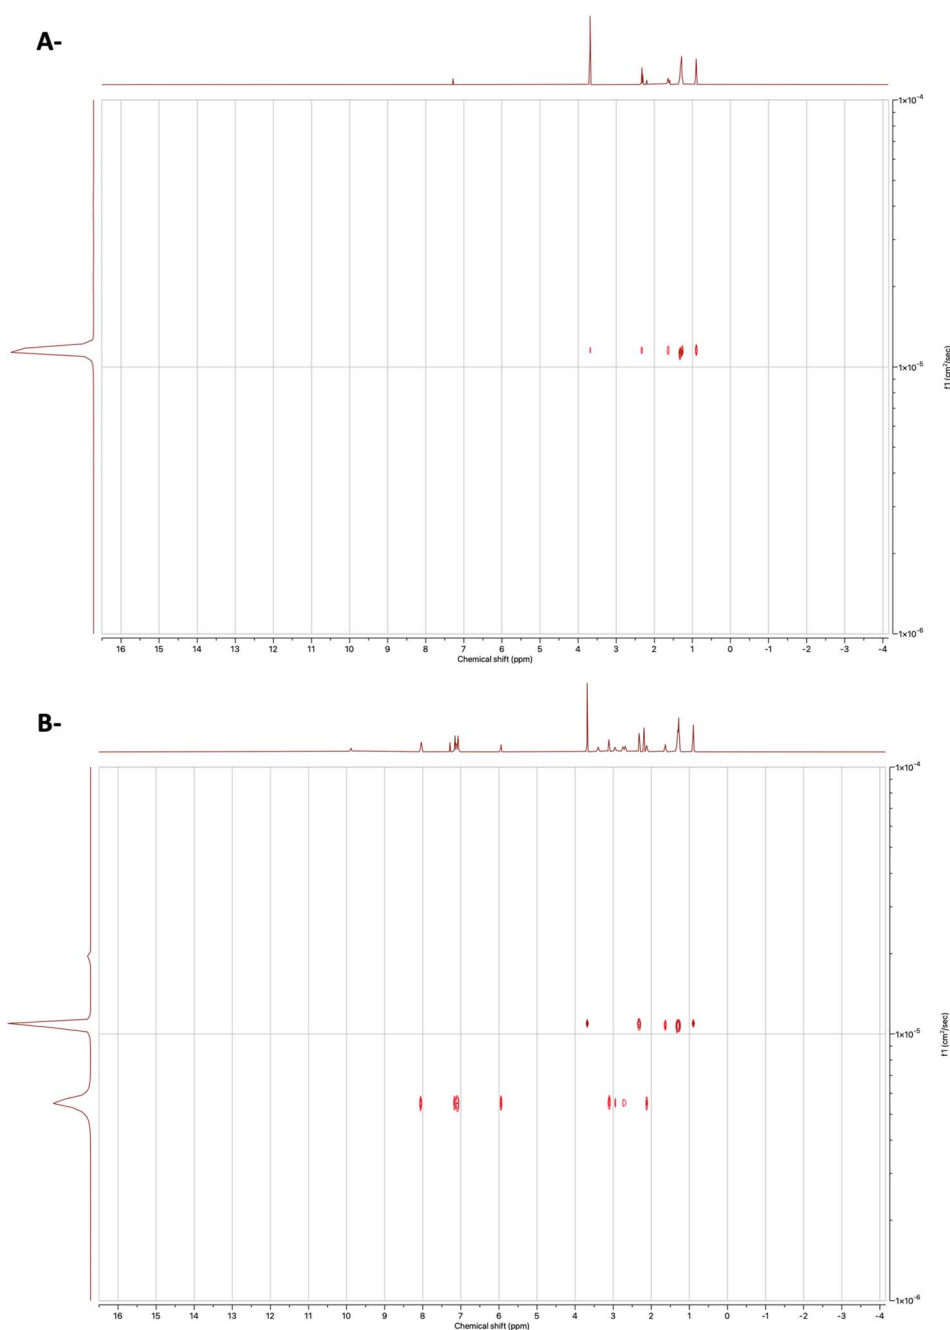 A-
1×10⁻⁴
1×10⁻⁵
f1 (cm²/sec)
1×10⁻⁶
16 15 14 13 12 11 10 9 8 7 6 5 4 3 2 1 0 -1 -2 -3 -4
Chemical shift (ppm)
B-
1×10⁻⁴
1×10⁻⁵
f1 (cm²/sec)
1×10⁻⁶
16 15 14 13 12 11 10 9 8 7 6 5 4 3 2 1 0 -1 -2 -3 -4
Chemical shift (ppm)